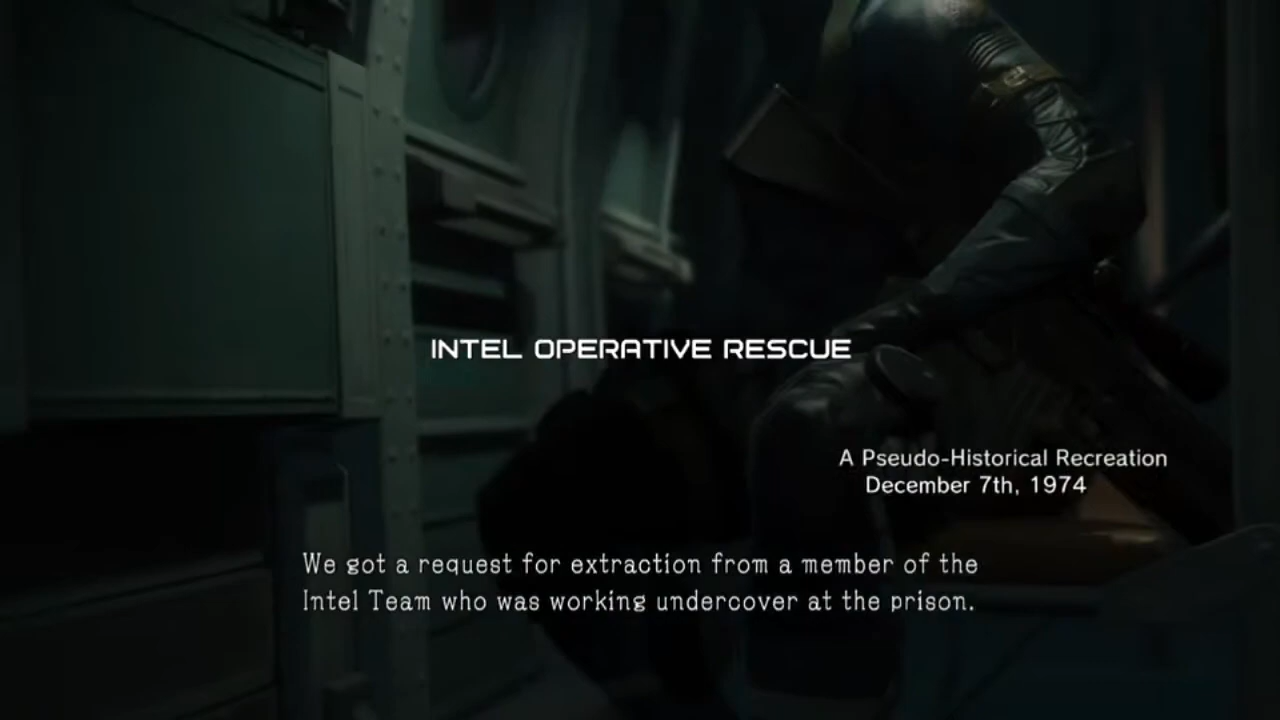 INTEL OPERATIVE RESCUE
A Pseudo-Historical Recreation
December 7th, 1974
We got a request for extraction from a member of the
Intel Team who was working undercover at the prison.